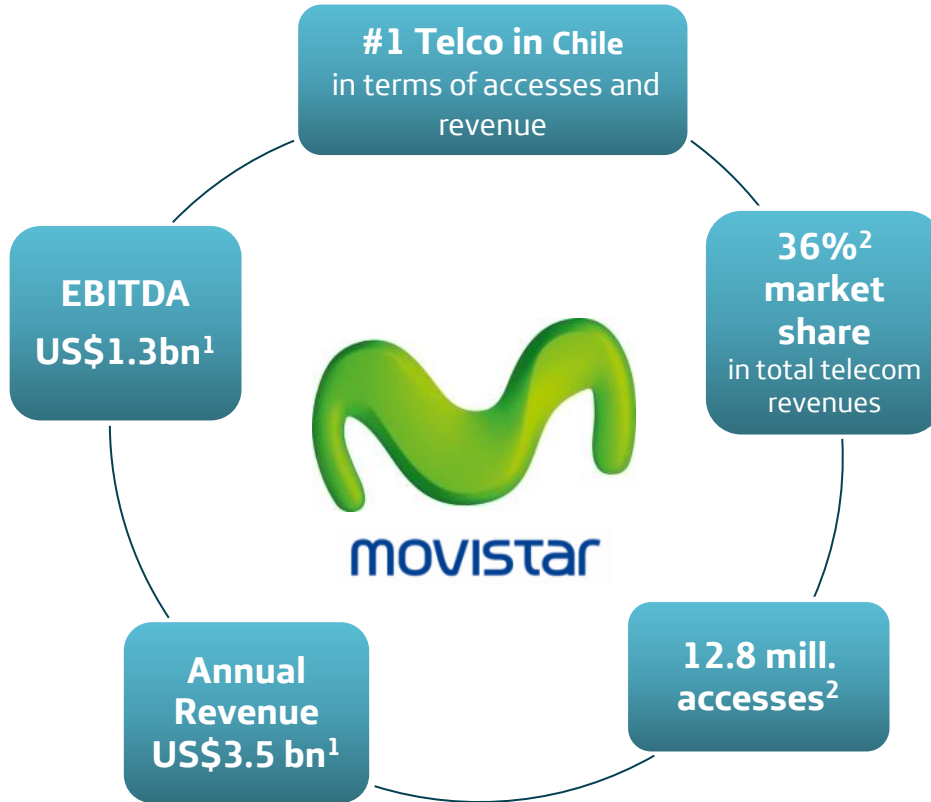 #1 Telco in Chile
in terms of accesses and
revenue
36%²
market
share
in total telecom
revenues
12.8 mill.
accesses²
Annual
Revenue
US$3.5 bn¹
EBITDA
US$1.3bn¹
movistar